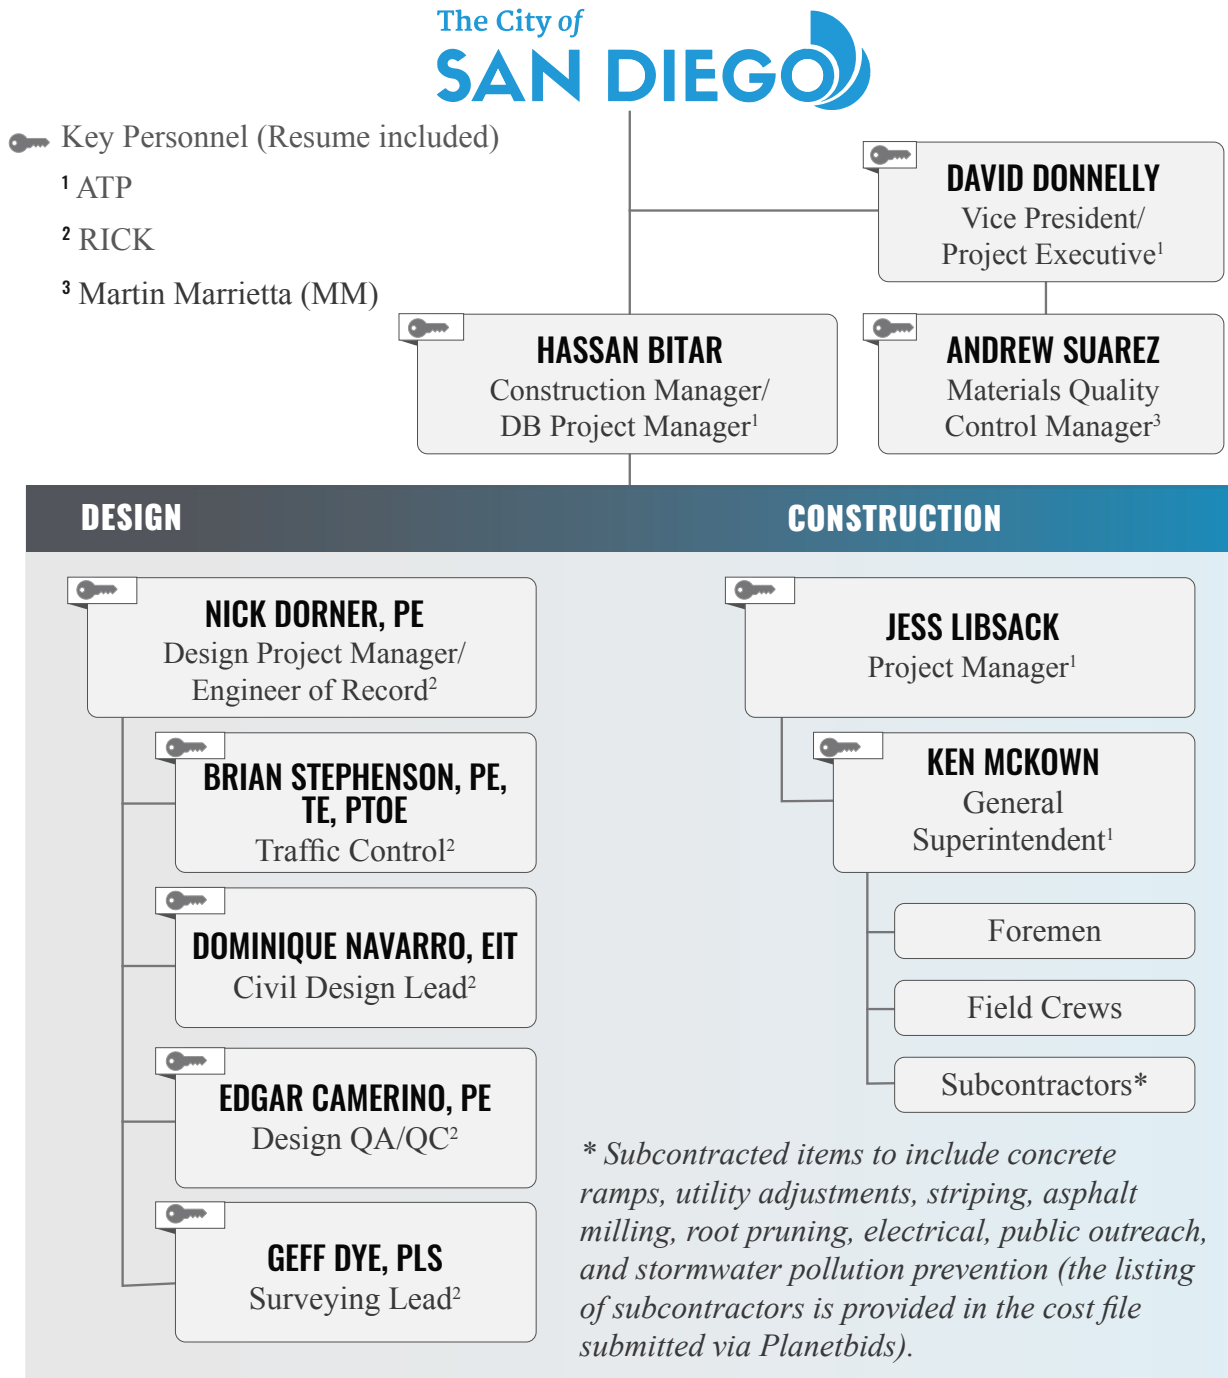 The City of
SAN DIEGO
Key Personnel (Resume included)
¹ ATP
² RICK
³ Martin Marrietta (MM)
DAVID DONNELLY
Vice President/
Project Executive¹
HASSAN BITAR
Construction Manager/
DB Project Manager¹
ANDREW SUAREZ
Materials Quality
Control Manager³
DESIGN
CONSTRUCTION
NICK DORNER, PE
Design Project Manager/
Engineer of Record²
BRIAN STEPHENSON, PE,
TE, PTOE
Traffic Control²
DOMINIQUE NAVARRO, EIT
Civil Design Lead²
EDGAR CAMERINO, PE
Design QA/QC²
GEFF DYE, PLS
Surveying Lead²
JESS LIBSACK
Project Manager¹
KEN MCKOWN
General
Superintendent¹
Foremen
Field Crews
Subcontractors*
* Subcontracted items to include concrete
ramps, utility adjustments, striping, asphalt
milling, root pruning, electrical, public outreach,
and stormwater pollution prevention (the listing
of subcontractors is provided in the cost file
submitted via Planetbids).